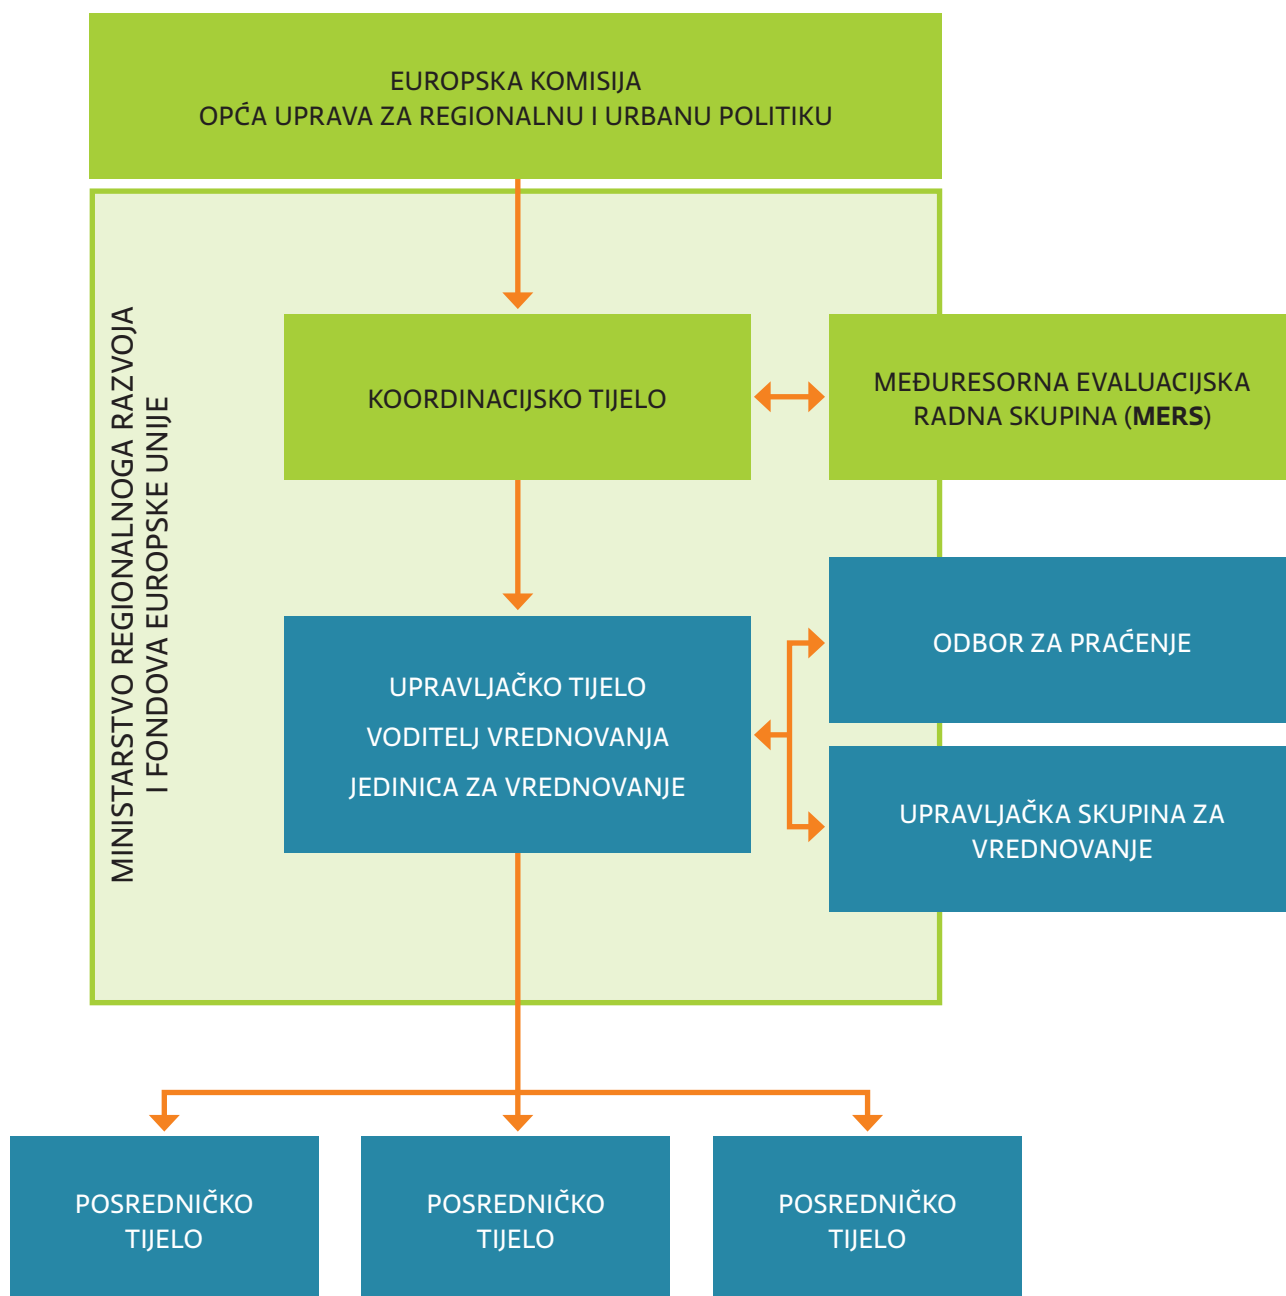 EUROPSKA KOMISIJA
OPĆA UPRAVA ZA REGIONALNU I URBANU POLITIKU
MINISTARSTVO REGIONALNOGA RAZVOJA
I FONDOVA EUROPSKE UNIJE
KOORDINACIJSKO TIJELO
MEĐURESORNA EVALUACIJSKA
RADNA SKUPINA (MERS)
UPRAVLJAČKO TIJELO
VODITELJ VREDNOVANJA
JEDINICA ZA VREDNOVANJE
ODBOR ZA PRAĆENJE
UPRAVLJAČKA SKUPINA ZA
VREDNOVANJE
POSREDNIČKO
TIJELO
POSREDNIČKO
TIJELO
POSREDNIČKO
TIJELO